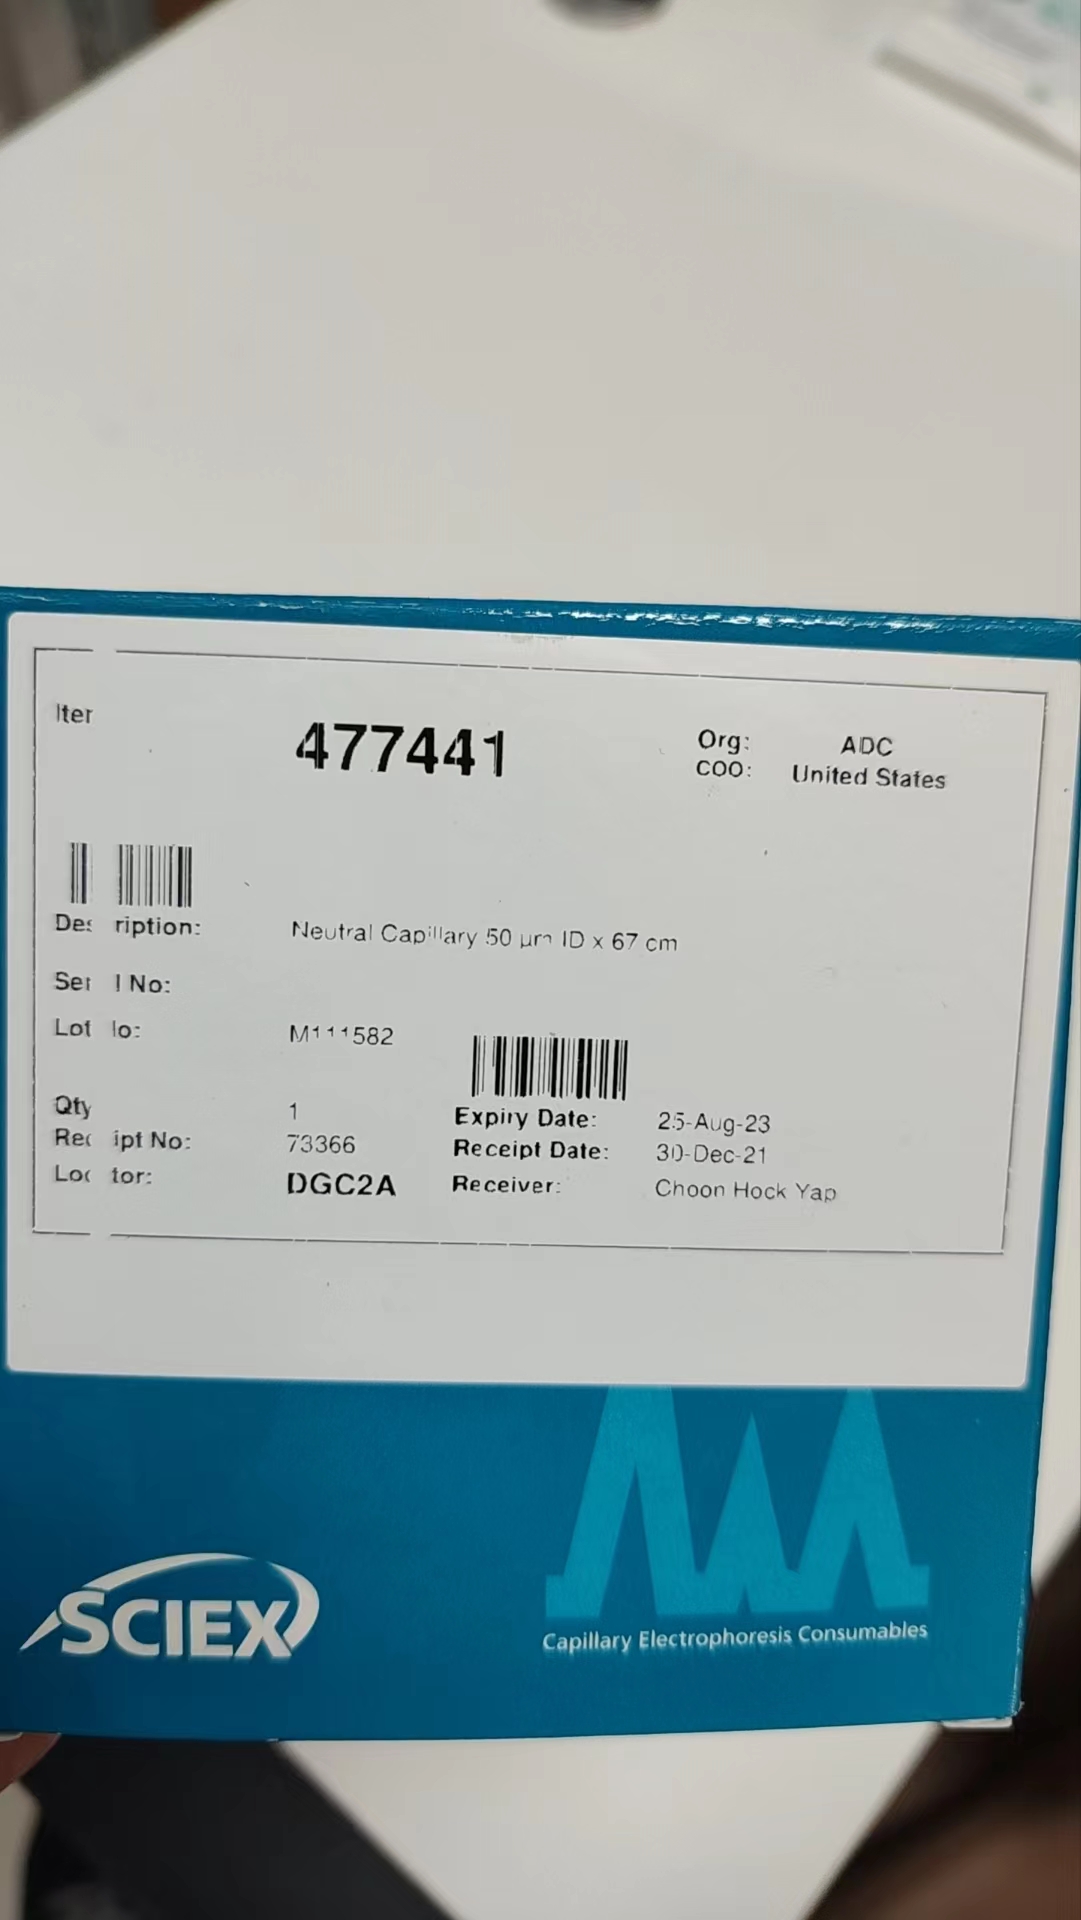 Iter
477441
Org: ADC
COO: United States
Des ription: Neutral Capillary 50 µm ID x 67 cm
Ser l No:
Lot lo: M111582
Qty 1 Expiry Date: 25-Aug-23
Rec ipt No: 73366 Receipt Date: 30-Dec-21
Loc tor: DGC2A Receiver: Choon Hock Yap
SCIEX
Capillary Electrophoresis Consumables